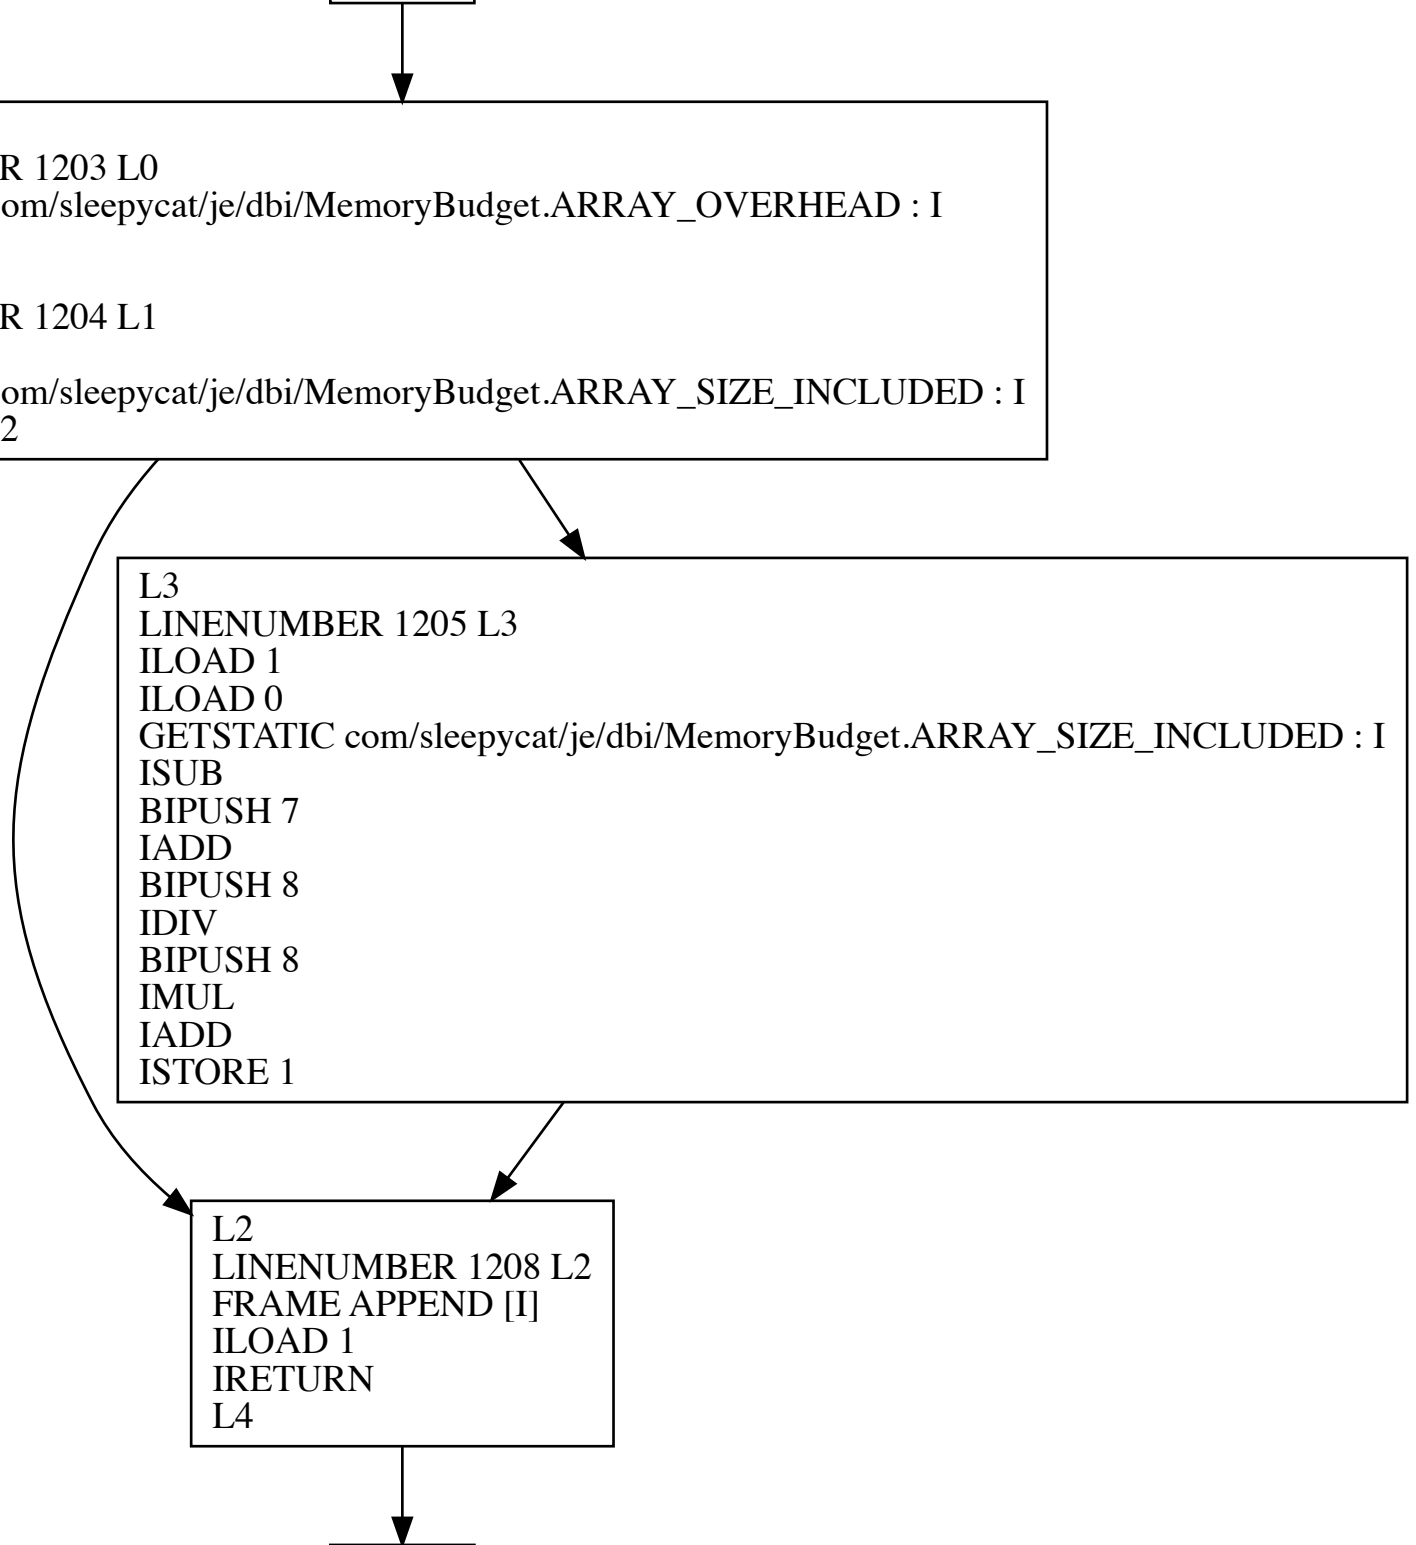 R 1203 L0
om/sleepycat/je/dbi/MemoryBudget.ARRAY_OVERHEAD : I
R 1204 L1
om/sleepycat/je/dbi/MemoryBudget.ARRAY_SIZE_INCLUDED : I
2
L3
LINENUMBER 1205 L3
ILOAD 1
ILOAD 0
GETSTATIC com/sleepycat/je/dbi/MemoryBudget.ARRAY_SIZE_INCLUDED : I
ISUB
BIPUSH 7
IADD
BIPUSH 8
IDIV
BIPUSH 8
IMUL
IADD
ISTORE 1
L2
LINENUMBER 1208 L2
FRAME APPEND [I]
ILOAD 1
IRETURN
L4